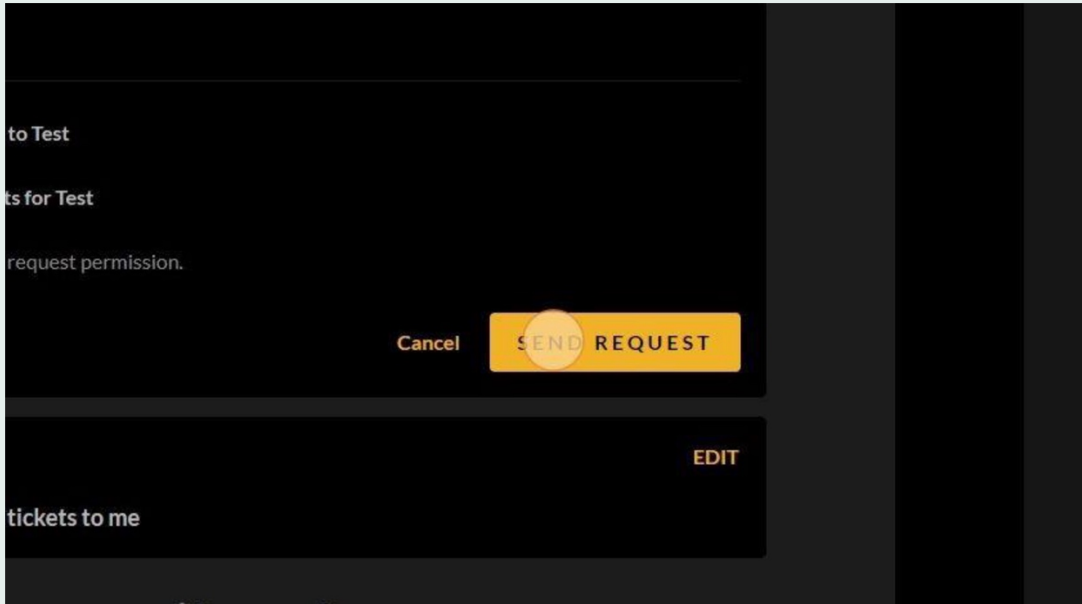 to Test
ts for Test
request permission.
Cancel
SEND REQUEST
EDIT
tickets to me